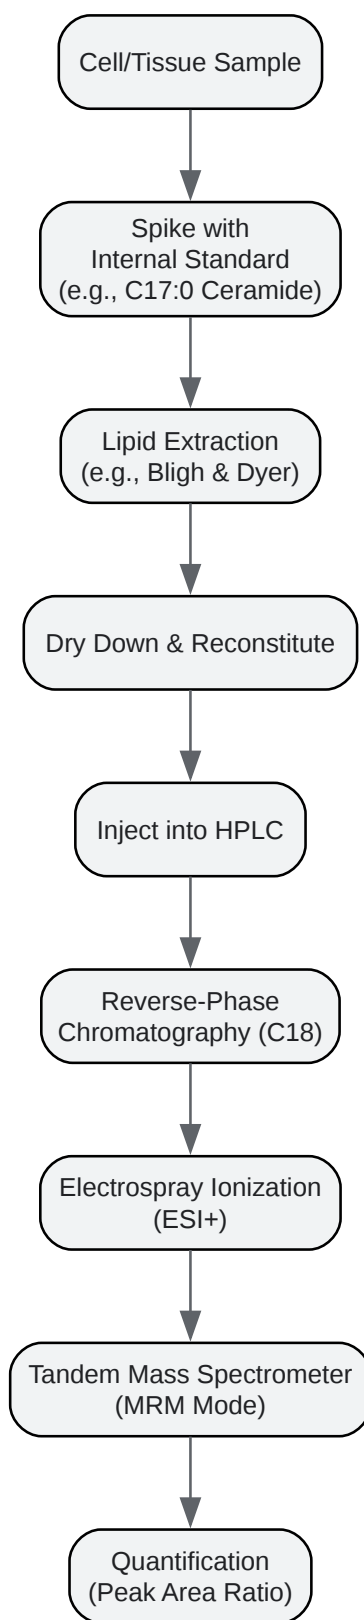 Cell/Tissue Sample
Spike with
Internal Standard
(e.g., C17:0 Ceramide)
Lipid Extraction
(e.g., Bligh & Dyer)
Dry Down & Reconstitute
Inject into HPLC
Reverse-Phase
Chromatography (C18)
Electrospray Ionization
(ESI+)
Tandem Mass Spectrometer
(MRM Mode)
Quantification
(Peak Area Ratio)